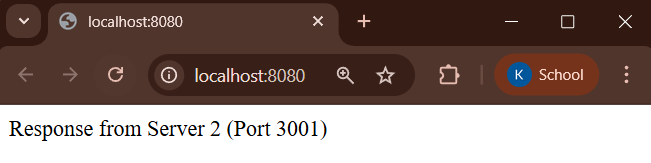 localhost:8080
localhost:8080
K School
Response from Server 2 (Port 3001)